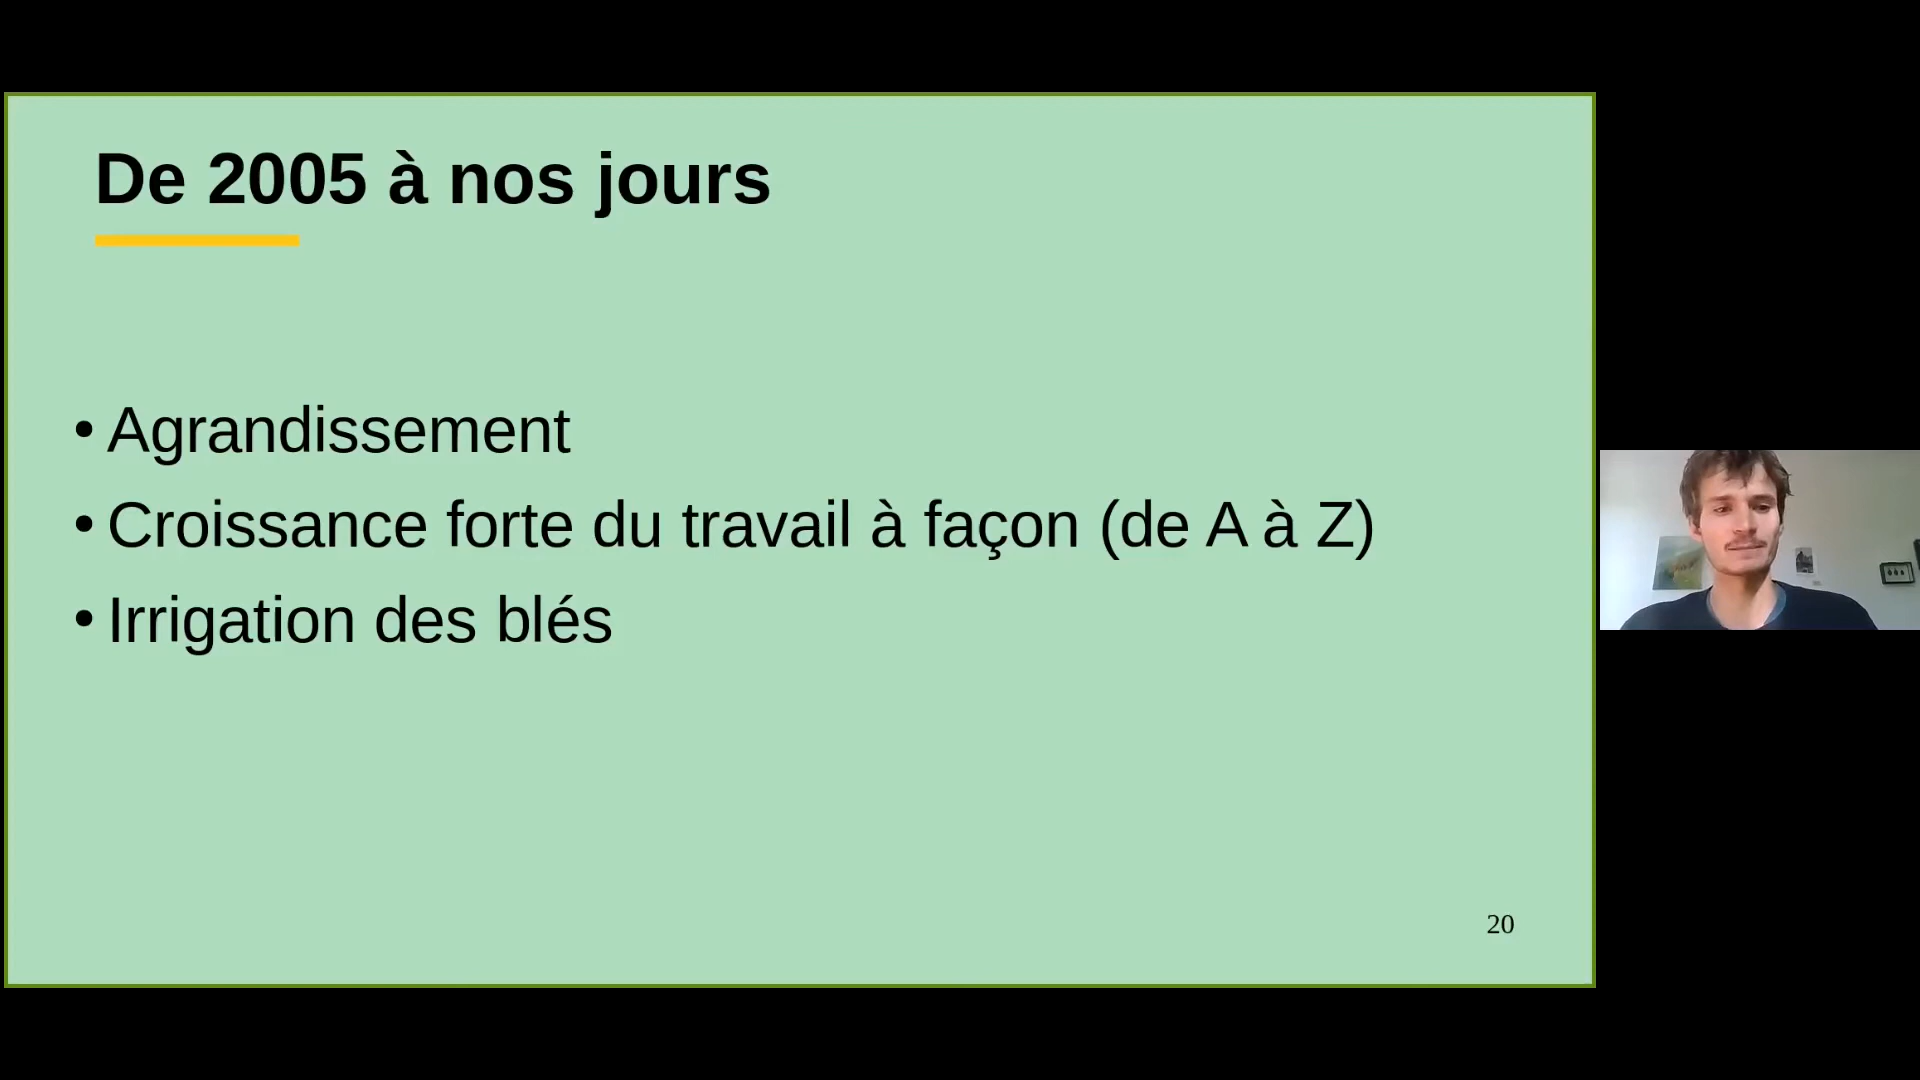 De 2005 à nos jours
• Agrandissement
• Croissance forte du travail à façon (de A à Z)
• Irrigation des blés
20